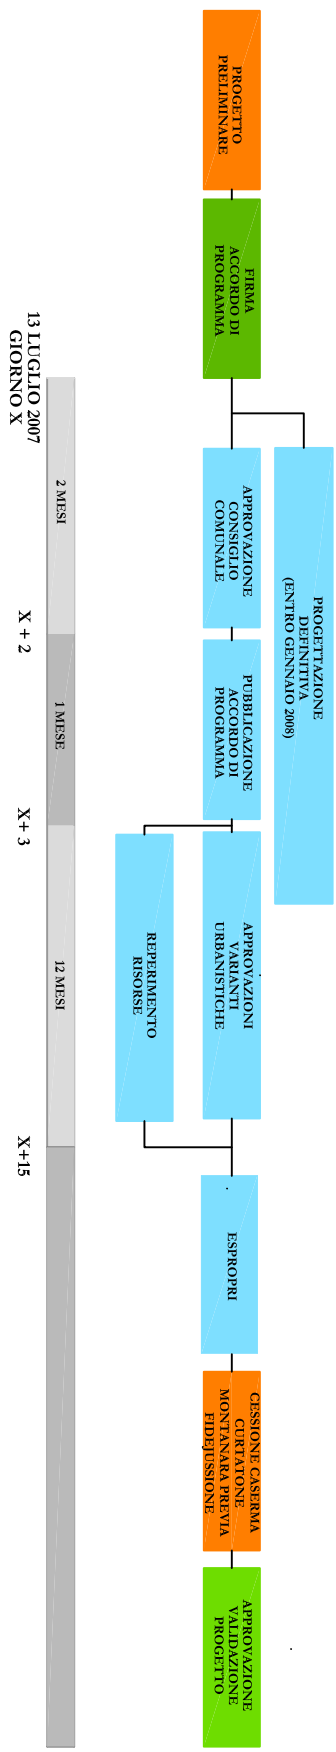 PROGETTO
PRELIMINARE
FIRMA
ACCORDO DI
PROGRAMMA
PROGETTAZIONE
DEFINITIVA
(ENTRO GENNAIO 2008)
APPROVAZIONE
CONSIGLIO
COMUNALE
PUBBLICAZIONE
ACCORDO DI
PROGRAMMA
APPROVAZIONI
VARIANTI
URBANISTICHE
REPERIMENTO
RISORSE
ESPROPRI
CESSIONE CASERMA
CURTATONE
MONTANARA PREVIA
FIDEJUSSIONE
APPROVAZIONE
VALIDAZIONE
PROGETTO
2 MESI
1 MESE
12 MESI
13 LUGLIO 2007
GIORNO X
X + 2
X+ 3
X+15